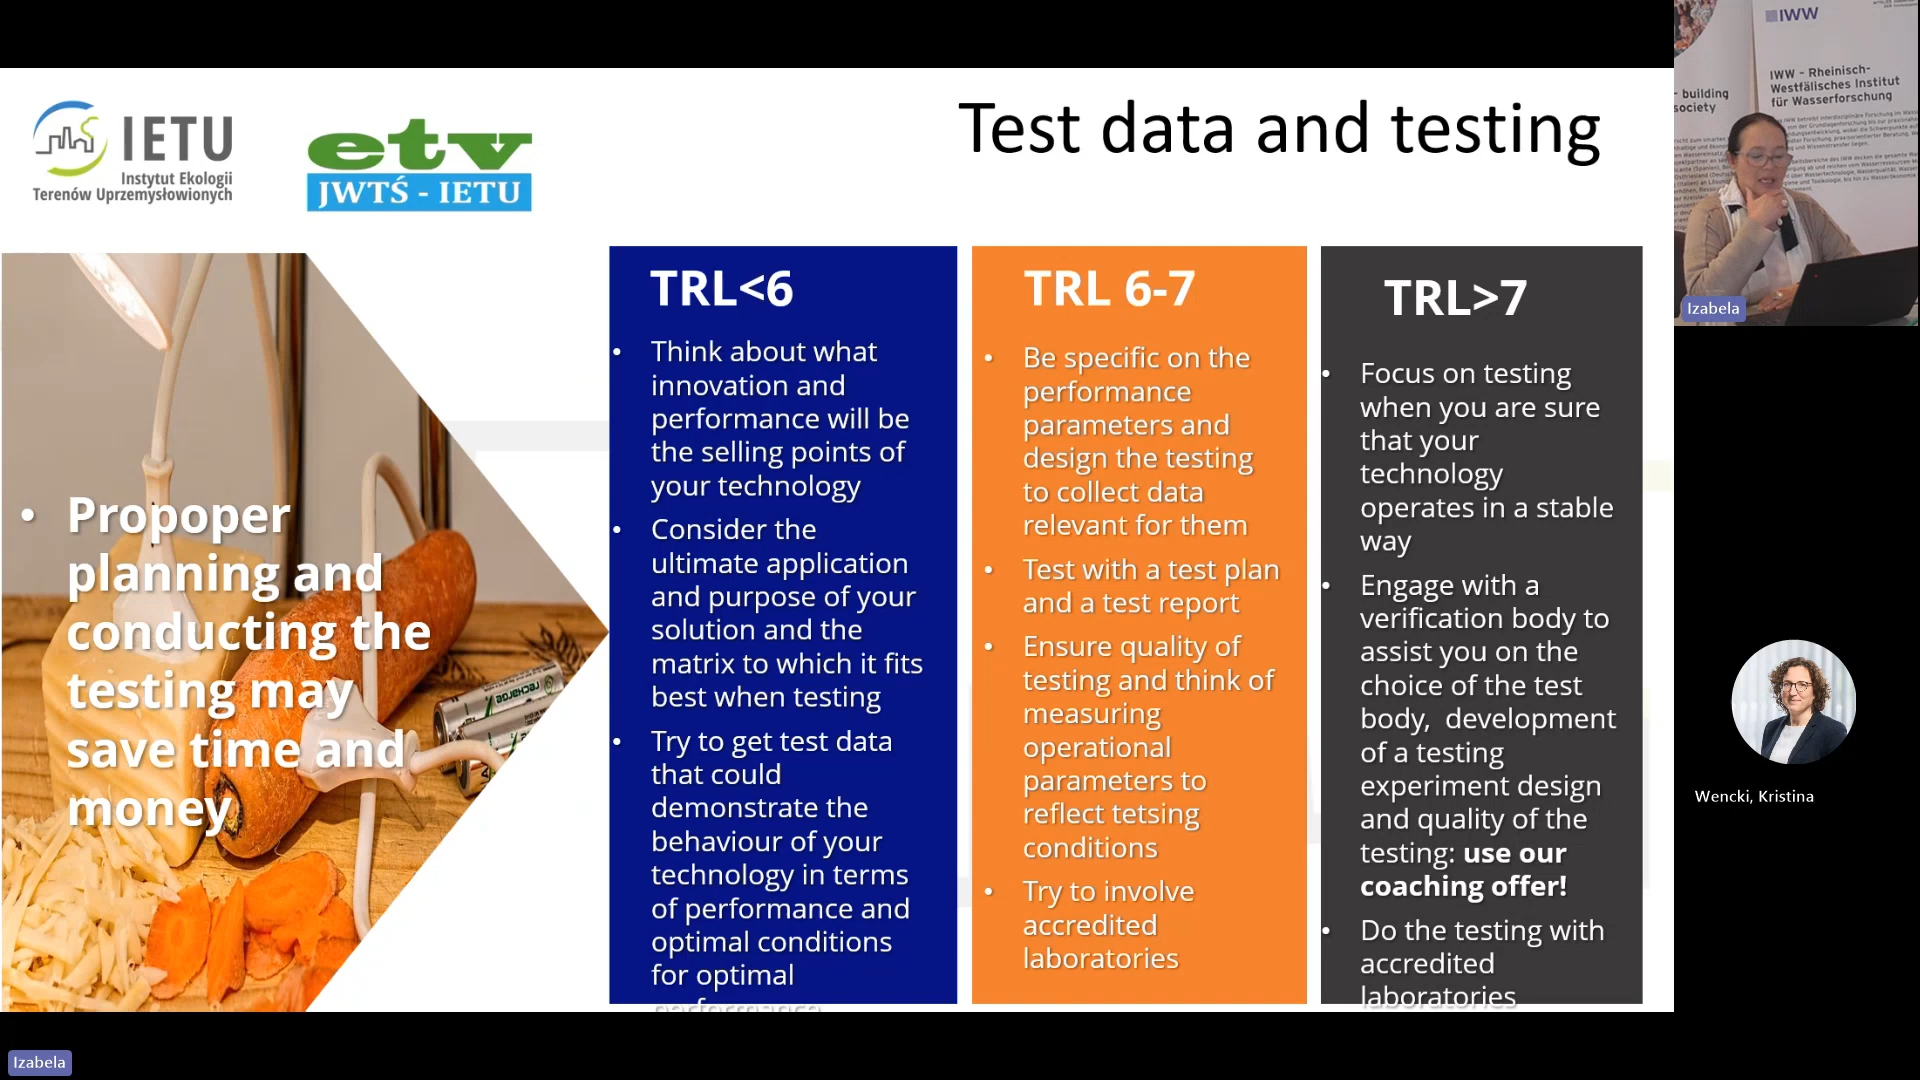 IETU
Instytut Ekologii
Terenów Uprzemysłowionych
etv
JWTŚ - IETU
Test data and testing
• Propoper
planning and
conducting the
testing may
save time and
money
TRL<6
• Think about what
innovation and
performance will be
the selling points of
your technology
• Consider the
ultimate application
and purpose of your
solution and the
matrix to which it fits
best when testing
• Try to get test data
that could
demonstrate the
behaviour of your
technology in terms
of performance and
optimal conditions
for optimal
performance
TRL 6-7
• Be specific on the
performance
parameters and
design the testing
to collect data
relevant for them
• Test with a test plan
and a test report
• Ensure quality of
testing and think of
measuring
operational
parameters to
reflect tetsing
conditions
• Try to involve
accredited
laboratories
TRL>7
• Focus on testing
when you are sure
that your
technology
operates in a stable
way
• Engage with a
verification body to
assist you on the
choice of the test
body, development
of a testing
experiment design
and quality of the
testing: use our
coaching offer!
• Do the testing with
accredited
laboratories
IWW
building
society
IWW - Rheinisch-
Westfälisches Institut
für Wasserforschung
Izabela
Wencki, Kristina
Izabela